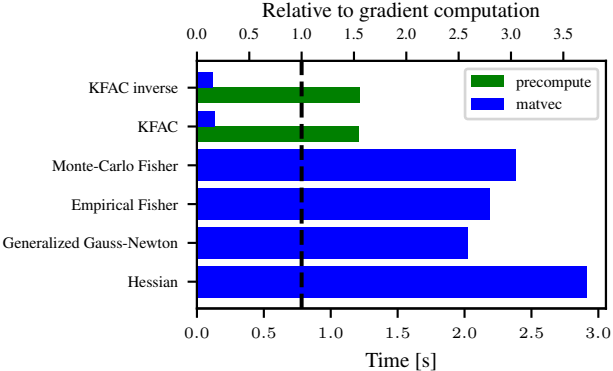 Relative to gradient computation
0.0 0.5 1.0 1.5 2.0 2.5 3.0 3.5
precompute
matvec
KFAC inverse
KFAC
Monte-Carlo Fisher
Empirical Fisher
Generalized Gauss-Newton
Hessian
0.0 0.5 1.0 1.5 2.0 2.5 3.0
Time [s]